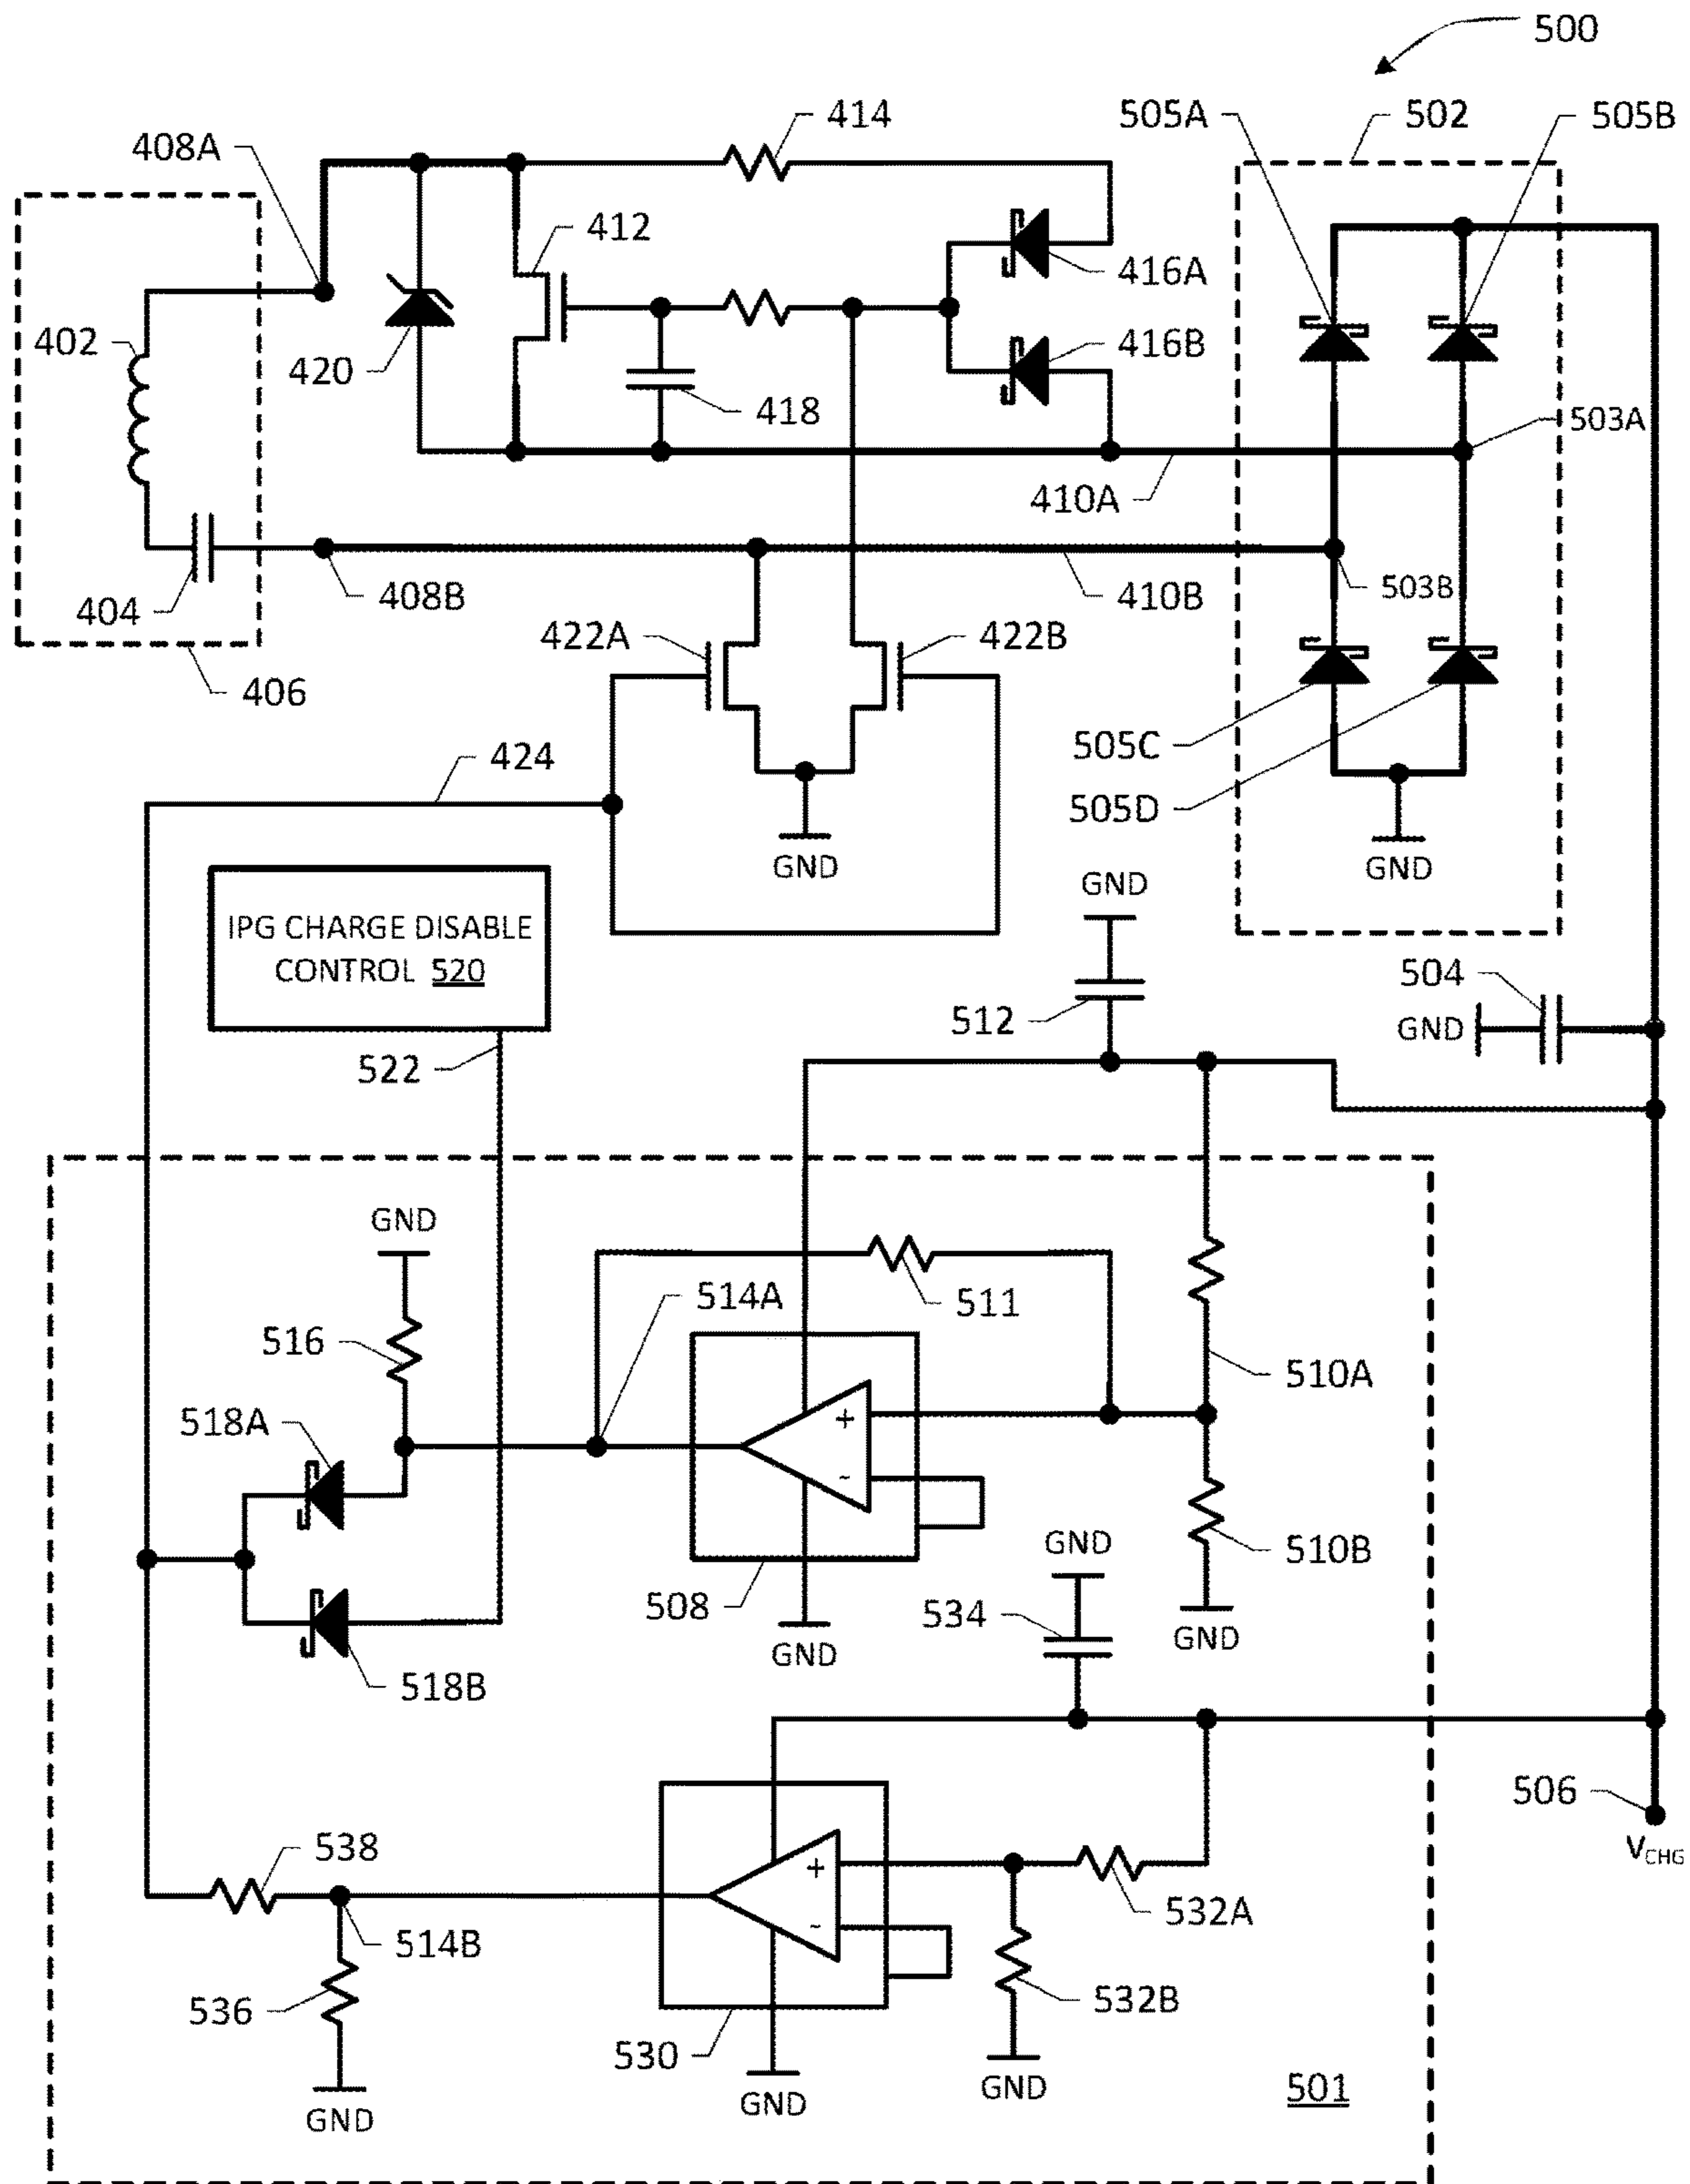 500
505A
502
505B
414
408A
412
416A
402
420
416B
418
503A
410A
404
408B
410B
503B
422A
422B
406
505C
424
505D
GND
GND
GND
IPG CHARGE DISABLE
CONTROL 520
504
512
GND
522
GND
514A
511
516
510A
518A
+
-
510B
GND
508
534
GND
GND
518B
506
VCHG
538
+
532A
-
514B
536
532B
530
GND
GND
GND
501